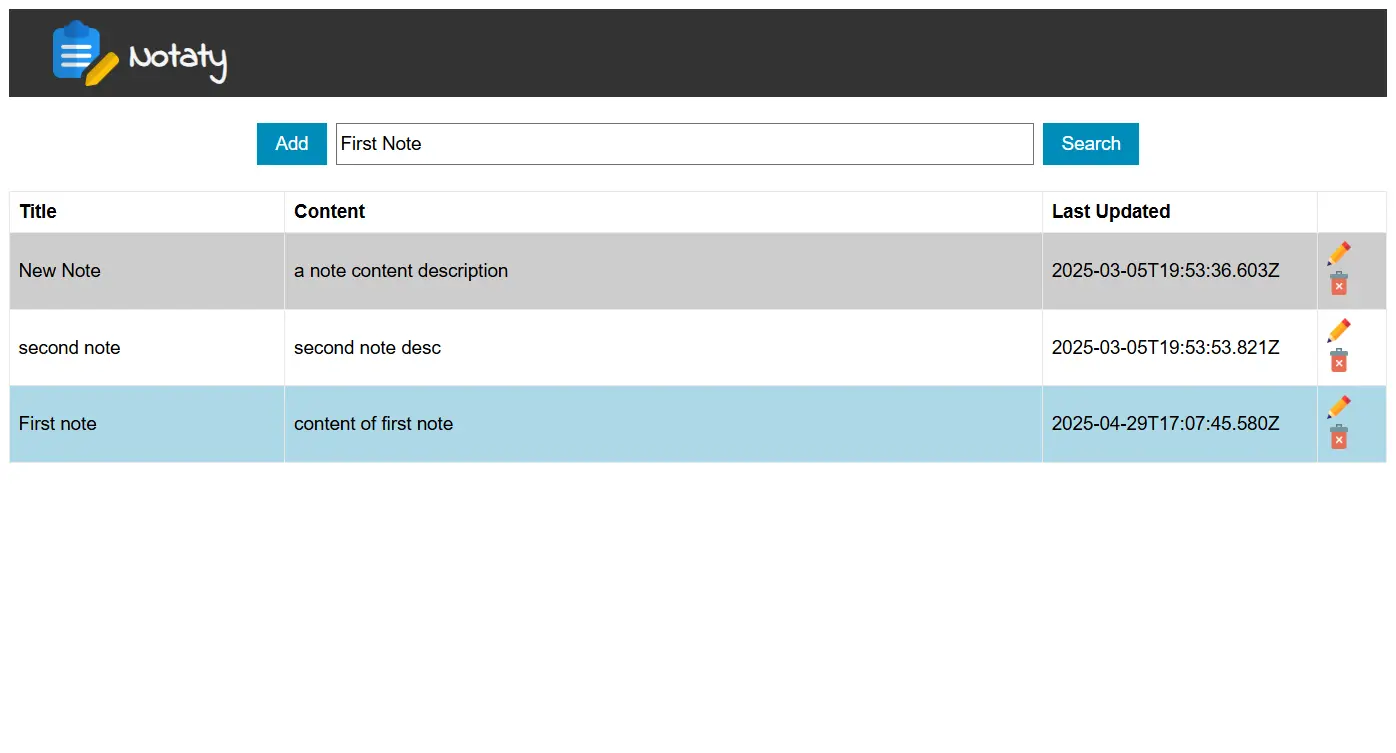 Notaty
Add First Note Search
Title Content Last Updated
New Note a note content description 2025-03-05T19:53:36.603Z
second note second note desc 2025-03-05T19:53:53.821Z
First note content of first note 2025-04-29T17:07:45.580Z